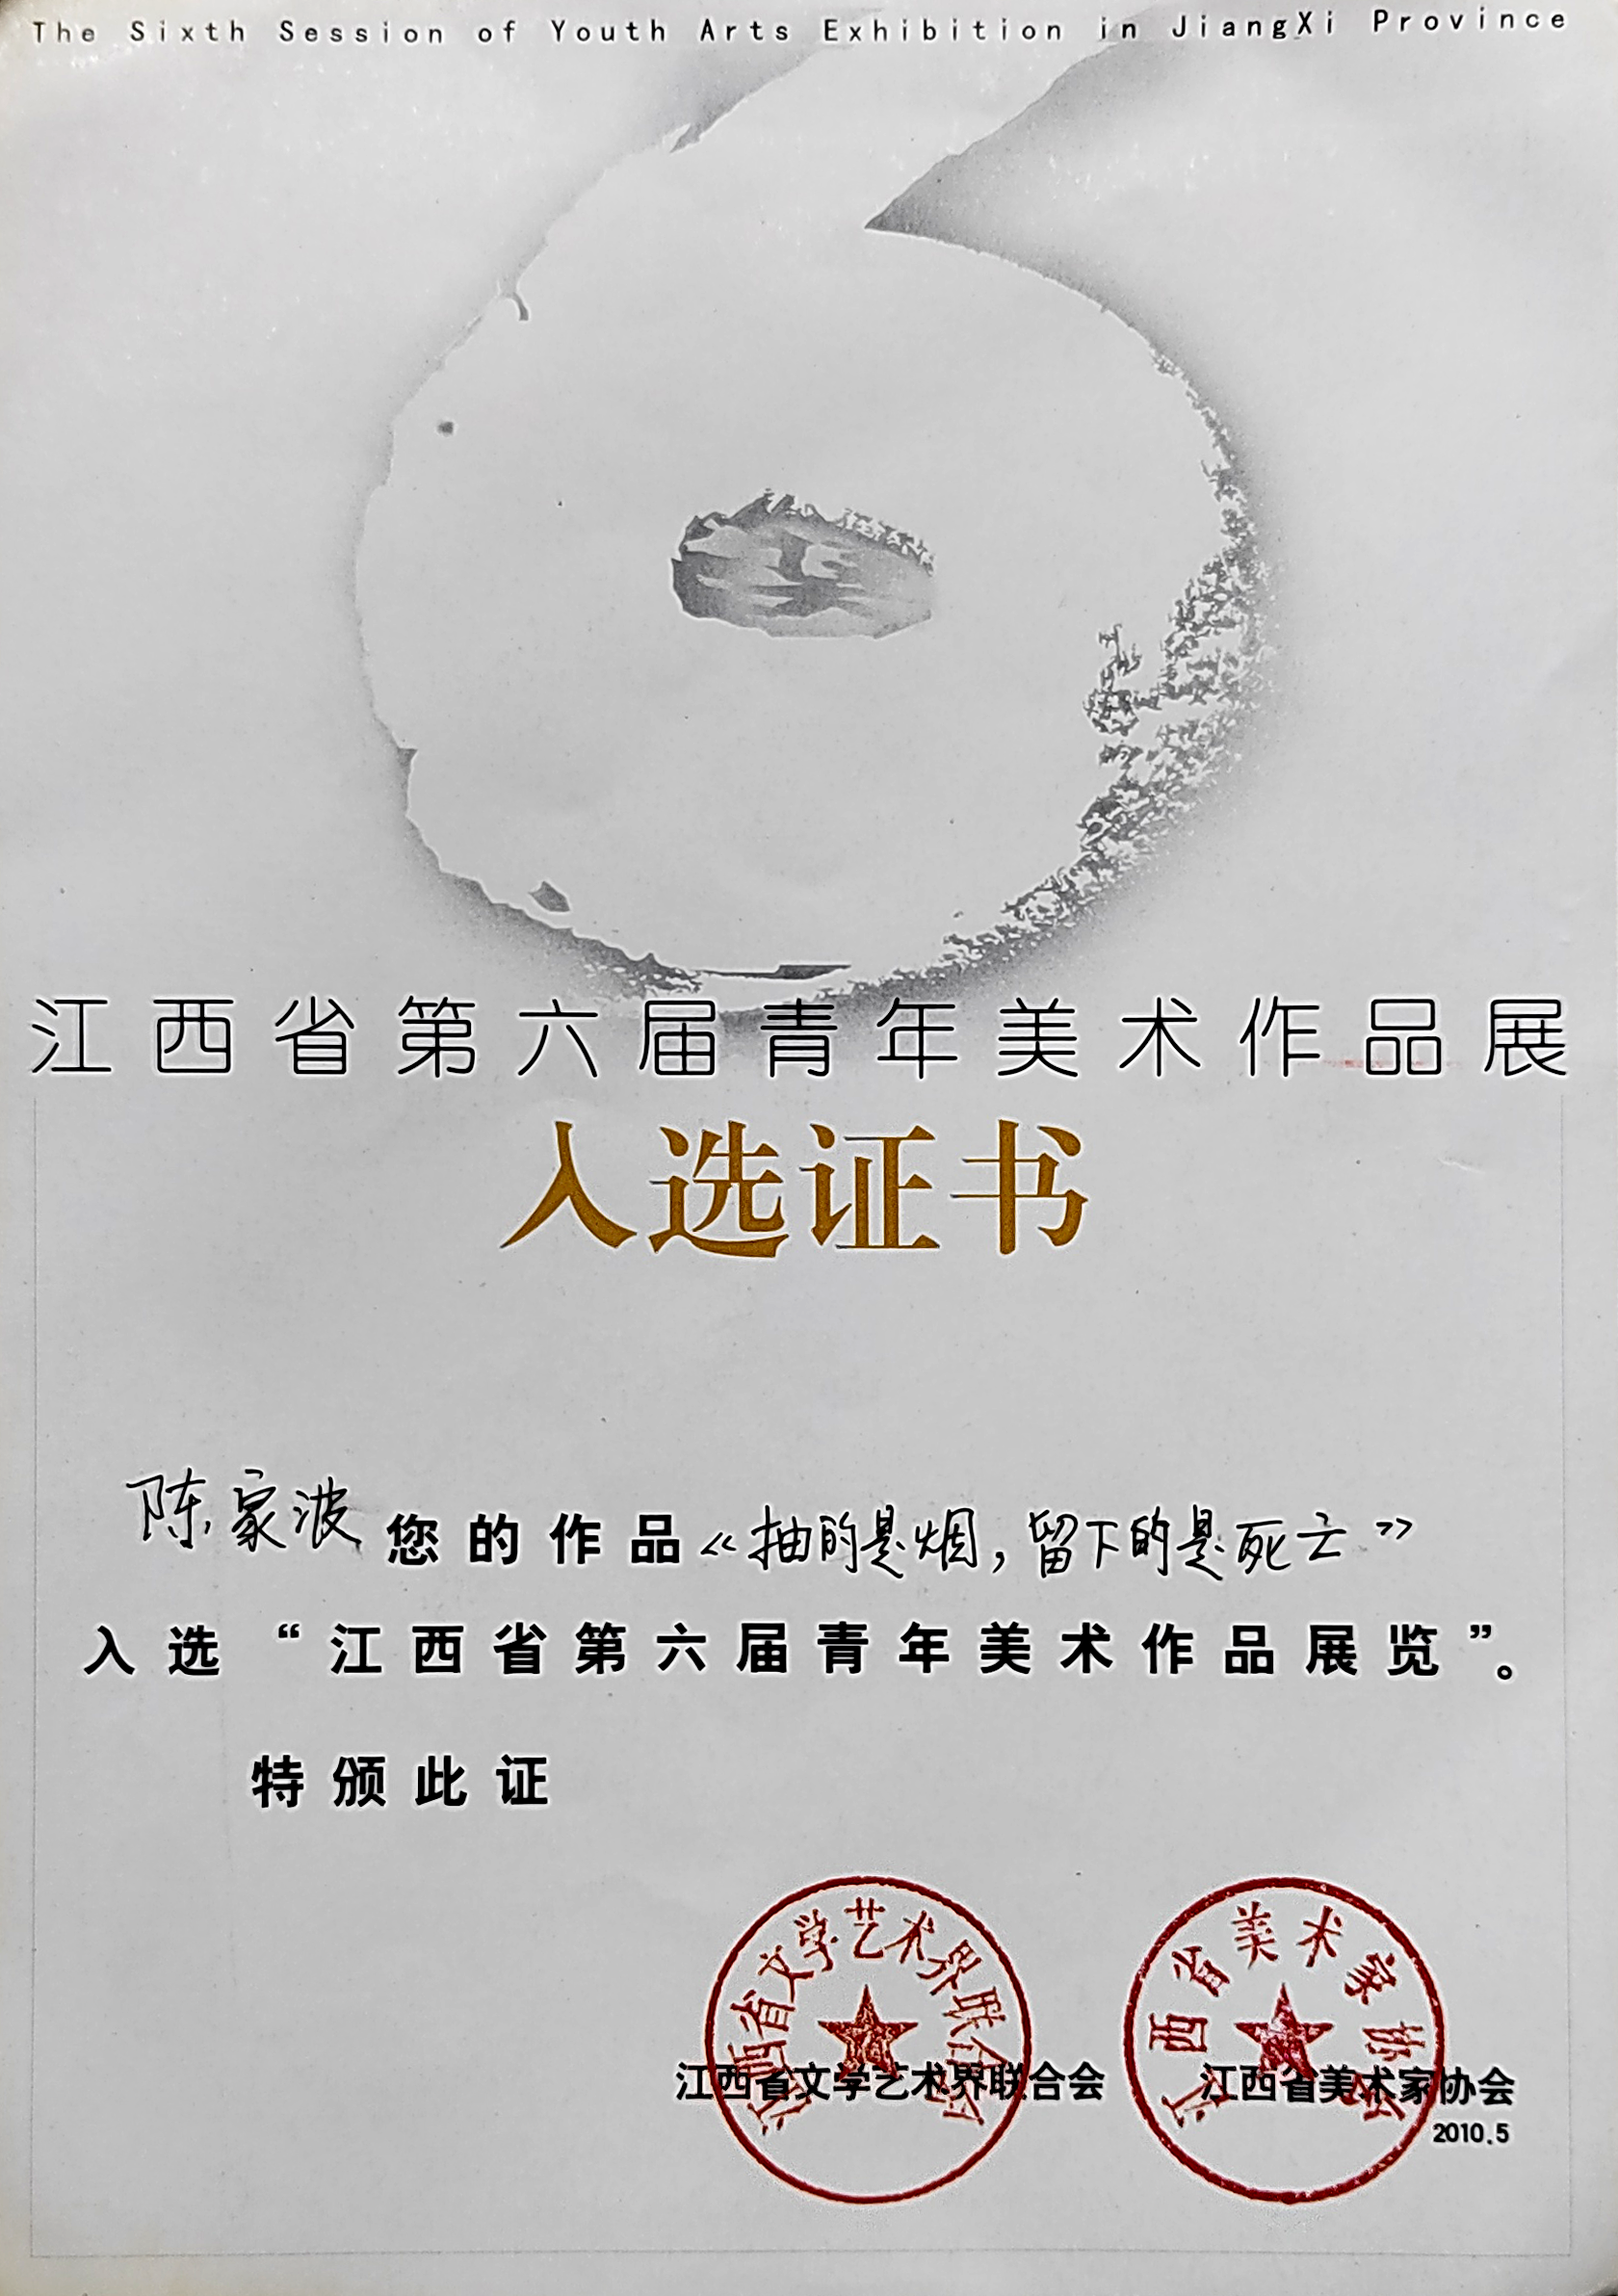 The Sixth Session of Youth Arts Exhibition in JiangXi Province
江西省第六届青年美术作品展
入选证书
陈家波您的作品《抽的是烟，留下的是死亡》
入选“江西省第六届青年美术作品展览”。
特颁此证
江西省文学艺术界联合会
江西省美术家协会
江西省文学艺术界联合会 江西省美术家协会
2010.5